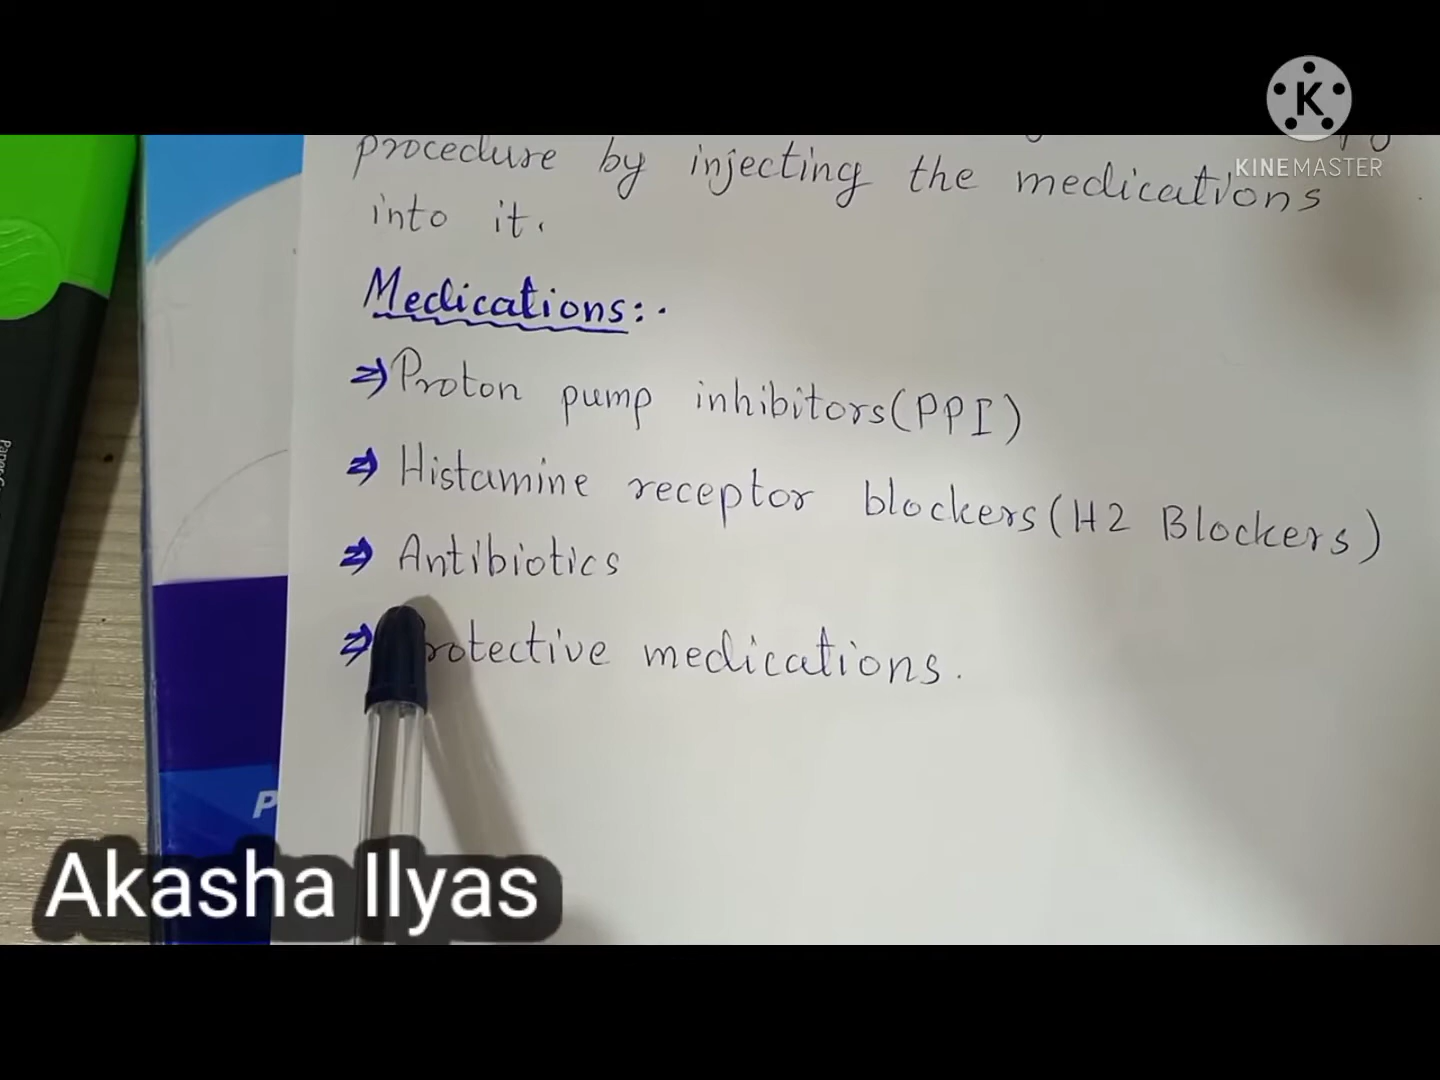 K
KINEMASTER
procedure by injecting the medications
into it.
Medications:.
⇒ Proton pump inhibitors(PPI)
⇒ Histamine receptor blockers(H2 Blockers)
⇒ Antibiotics
⇒ Protective medications.
P
Akasha Ilyas